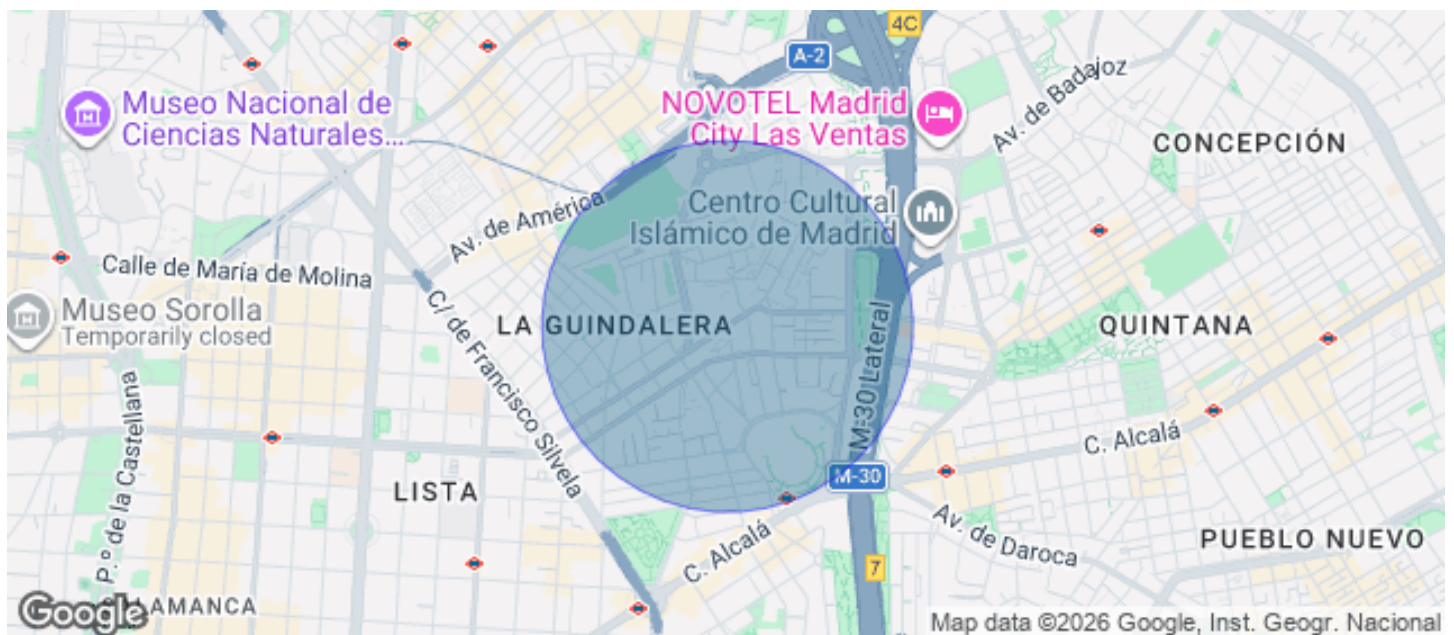 4C
A-2
Museo Nacional de
Ciencias Naturales...
NOVOTEL Madrid
City Las Ventas
Av. de Badajoz
CONCEPCIÓN
Av. de América
Centro Cultural
Islámico de Madrid
Calle de María de Molina
Museo Sorolla
Temporarily closed
C/ de Francisco Silvela
LA GUINDALERA
M-30 Lateral
QUINTANA
P.º de la Castellana
C. Alcalá
LISTA
M-30
Av. de Daroca
C. Alcalá
PUEBLO NUEVO
7
Google
Map data ©2026 Google, Inst. Geogr. Nacional